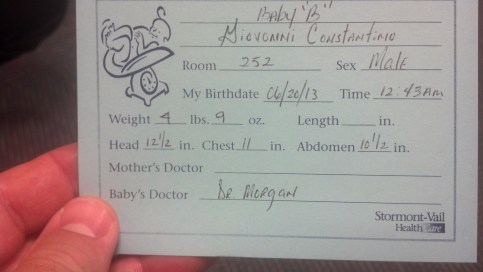 Baby "B"
Giovonni Constantino
Room 252 Sex Male
My Birthdate 06/20/13 Time 12:43AM
Weight 4 lbs. 9 oz. Length in.
Head 12 1/2 in. Chest 11 in. Abdomen 10 1/2 in.
Mother's Doctor
Baby's Doctor Dr. Morgan
Stormont-Vail
HealthCare